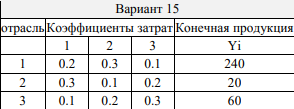 Вариант 15
отрасль Коэффициенты затрат Конечная продукция
1 2 3 Yi
1 0.2 0.3 0.1 240
2 0.3 0.1 0.2 20
3 0.1 0.2 0.3 60